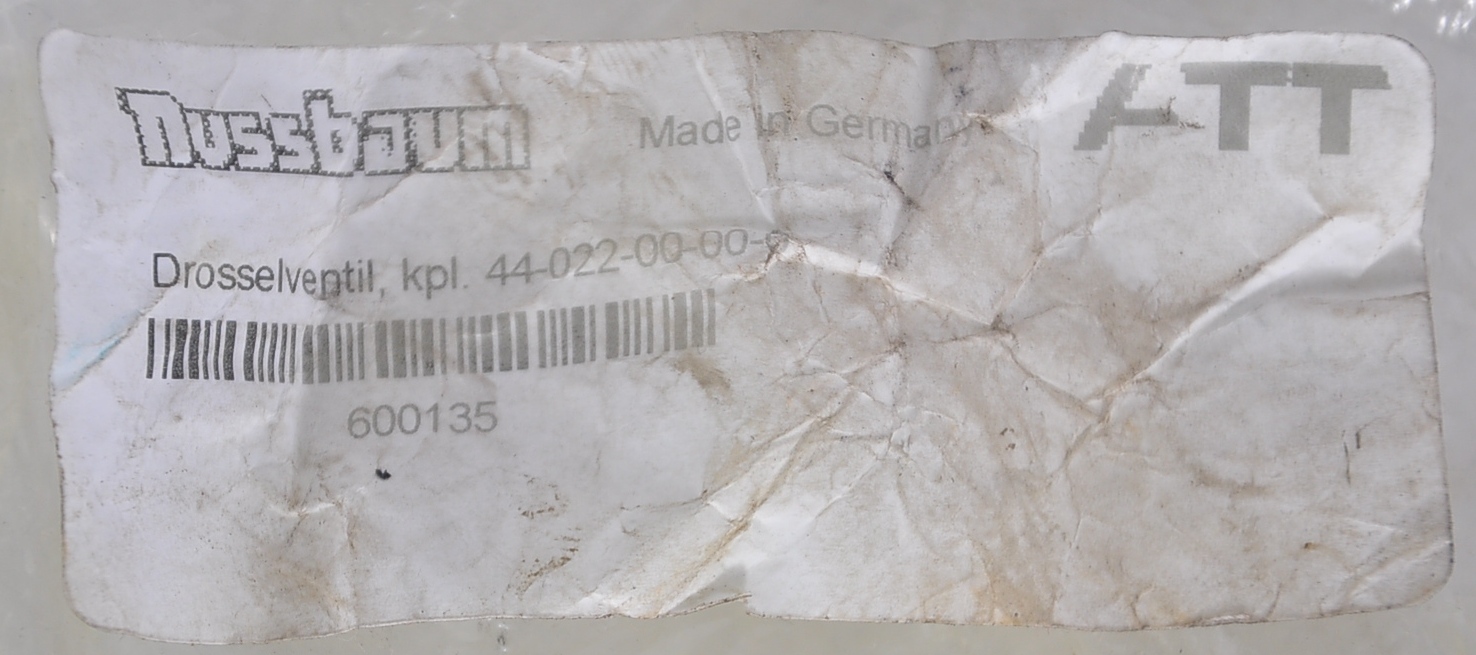 Nussbaum Made in Germany ATT
Drosselventil, kpl. 44-022-00-00-
600135